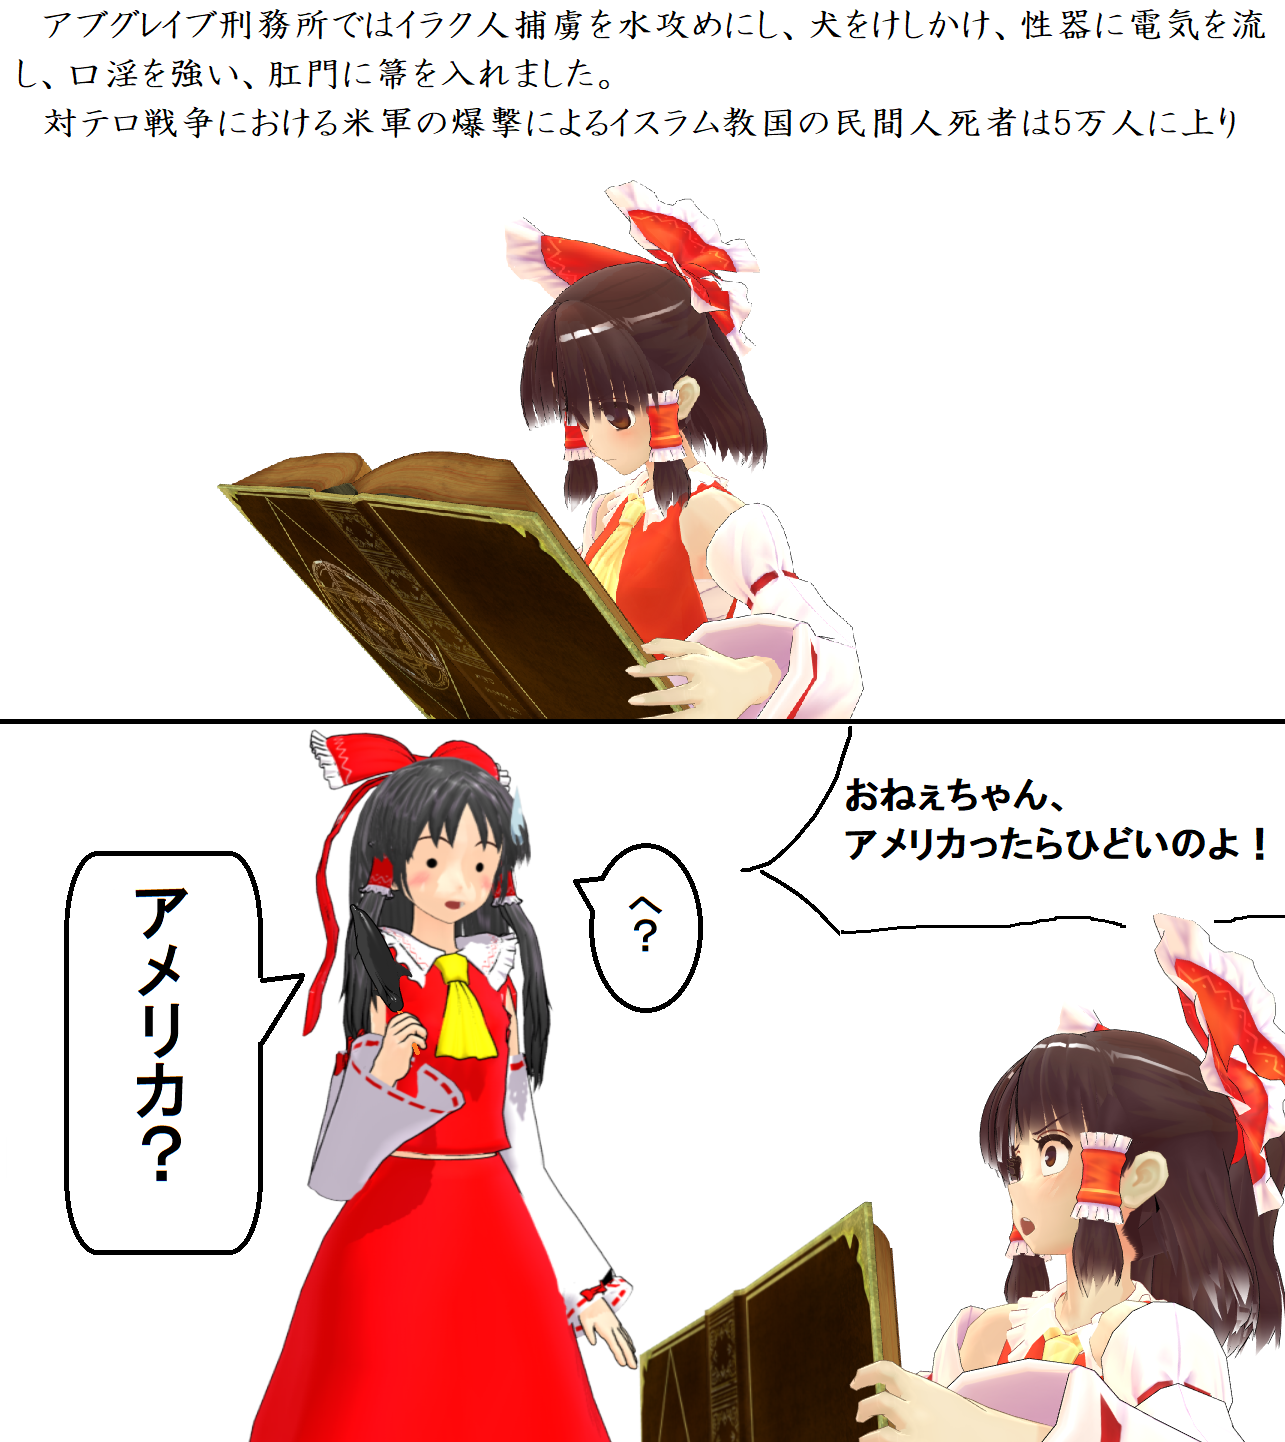 アブグレイブ刑務所ではイラク人捕虜を水攻めにし、犬をけしかけ、性器に電気を流
し、口淫を強い、肛門に箒を入れました。
対テロ戦争における米軍の爆撃によるイスラム教国の民間人死者は5万人に上り
おねぇちゃん、
アメリカったらひどいのよ！
へ？
アメリカ？